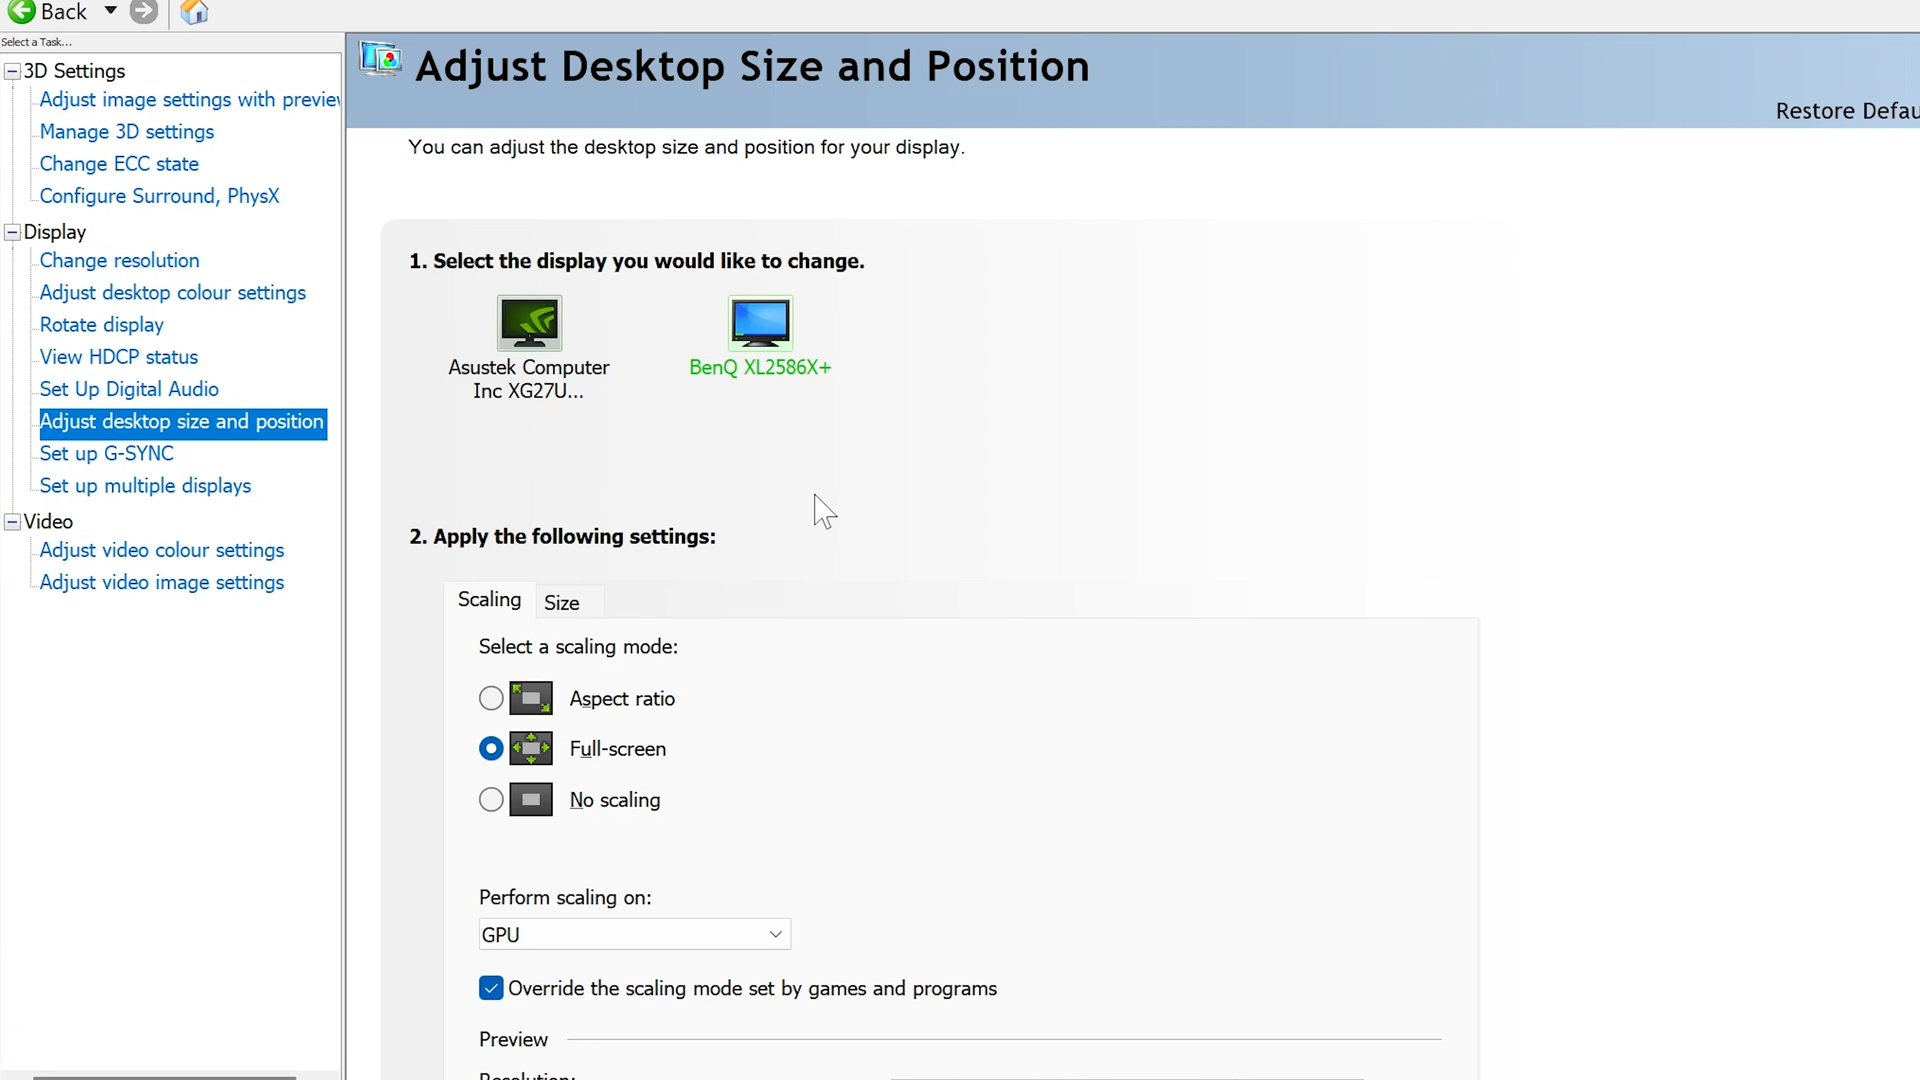 Back
Select a Task...
3D Settings
Adjust image settings with preview
Manage 3D settings
Change ECC state
Configure Surround, PhysX
Display
Change resolution
Adjust desktop colour settings
Rotate display
View HDCP status
Set Up Digital Audio
Adjust desktop size and position
Set up G-SYNC
Set up multiple displays
Video
Adjust video colour settings
Adjust video image settings
Adjust Desktop Size and Position
Restore Defau
You can adjust the desktop size and position for your display.
1. Select the display you would like to change.
Asustek Computer
Inc XG27U...
BenQ XL2586X+
2. Apply the following settings:
Scaling
Size
Select a scaling mode:
Aspect ratio
Full-screen
No scaling
Perform scaling on:
GPU
Override the scaling mode set by games and programs
Preview
Resolution: